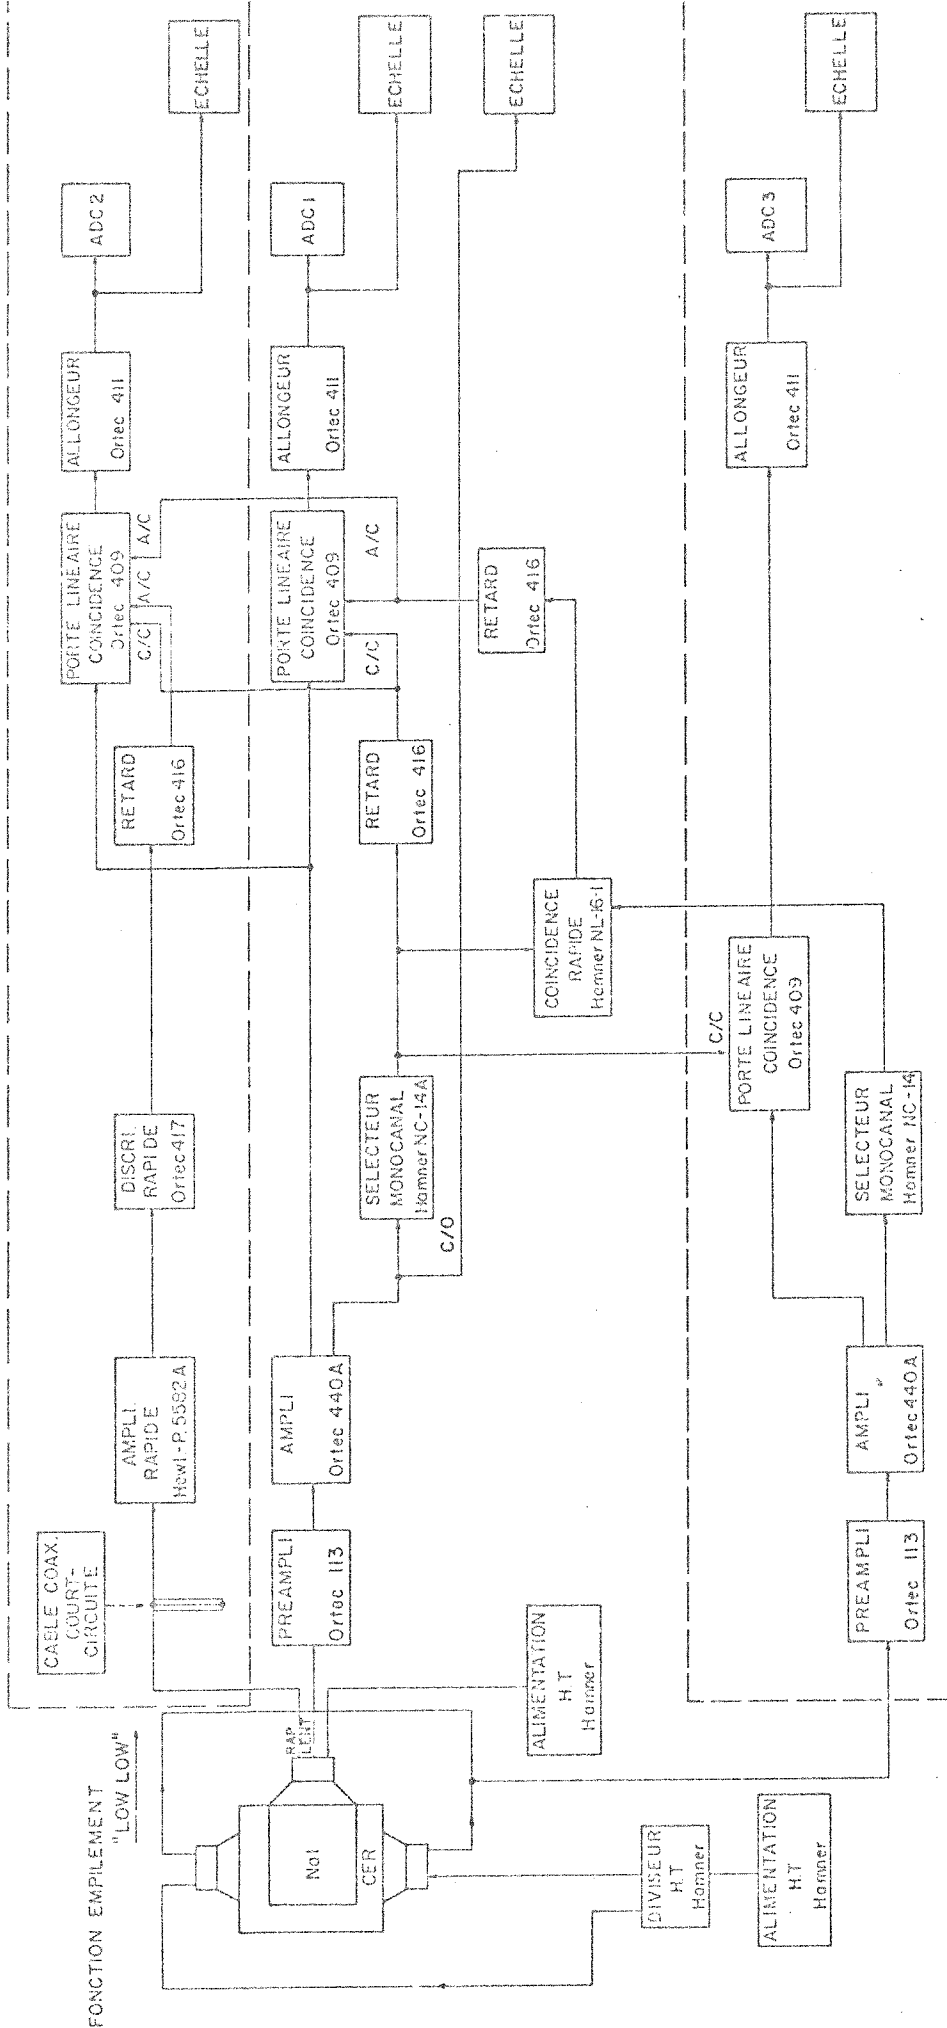 FONCTION EMPILEMENT
"LOW LOW"
CABLE COAX.
COURT-
CIRCUITE
AMPLI.
RAPIDE
Hewl-P. 5582A
DISCRI.
RAPIDE
Ortec 417
RETARD
Ortec 416
PORTE LINEAIRE
COINCIDENCE
Ortec 409
C/C
A/C
A/C
ALLONGEUR
Ortec 411
ADC 2
ECHELLE
RAP
LENT
NaI
CER
PREAMPLI
Ortec 113
AMPLI
Ortec 440A
SELECTEUR
MONOCANAL
Hamner NC-14A
C/O
RETARD
Ortec 416
PORTE LINEAIRE
COINCIDENCE
Ortec 409
C/C
A/C
ALLONGEUR
Ortec 411
ADC 1
ECHELLE
ECHELLE
COINCIDENCE
RAPIDE
Hamner NL-16-1
RETARD
Ortec 416
ALIMENTATION
H.T
Hamner
DIVISEUR
H.T
Hamner
ALIMENTATION
H.T
Hamner
PREAMPLI
Ortec 113
AMPLI
Ortec 440A
SELECTEUR
MONOCANAL
Hamner NC-14
C/C
PORTE LINEAIRE
COINCIDENCE
Ortec 409
ALLONGEUR
Ortec 411
ADC 3
ECHELLE